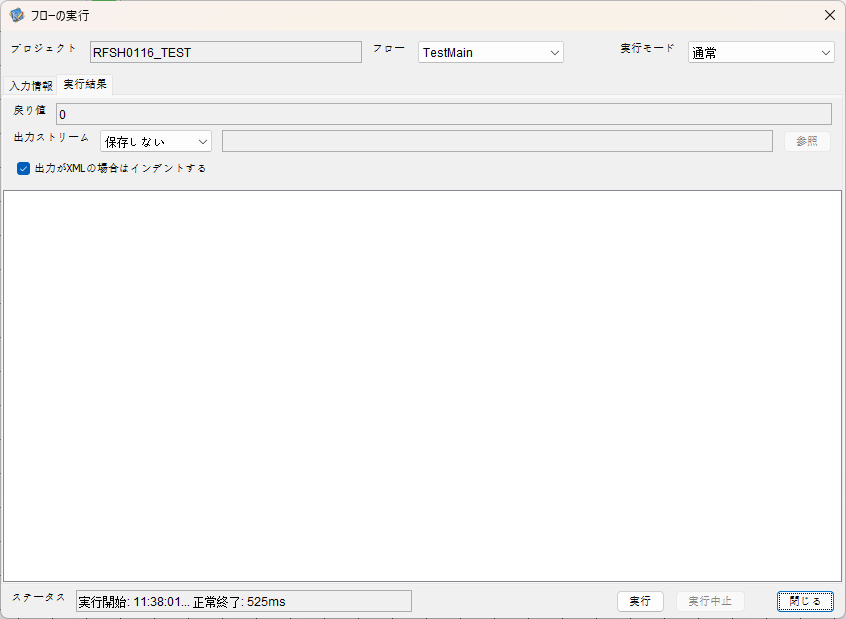 フローの実行
プロジェクト RFSH0116_TEST フロー TestMain 実行モード 通常
入力情報 実行結果
戻り値 0
出力ストリーム 保存しない 参照
出力がXMLの場合はインデントする
ステータス 実行開始: 11:38:01... 正常終了: 525ms 実行 実行中止 閉じる